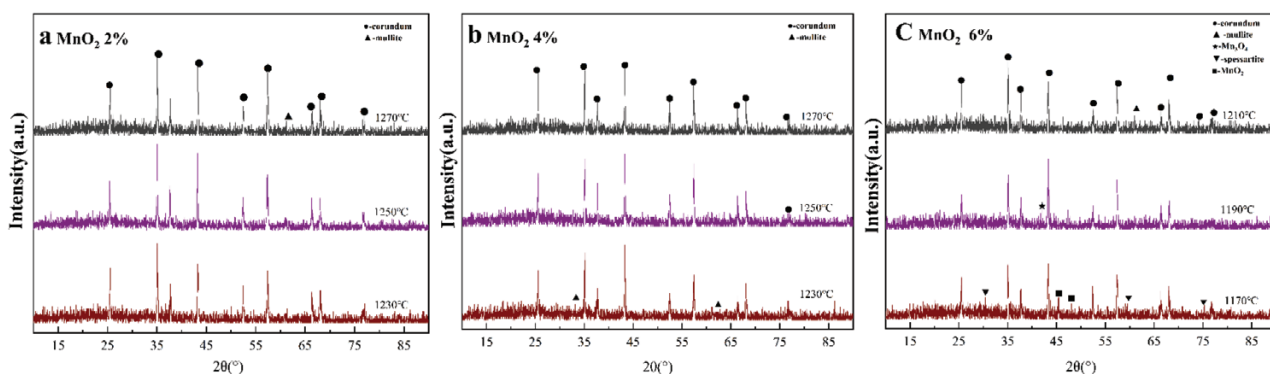 a MnO2 2%
●-corundum
▲-mullite
1270℃
1250℃
1230℃
Intensity(a.u.)
15 25 35 45 55 65 75 85
2θ(°)
b MnO2 4%
●-corundum
▲-mullite
1270℃
1250℃
1230℃
Intensity(a.u.)
15 25 35 45 55 65 75 85
20(°)
C MnO2 6%
●-corundum
▲-mullite
★-Mn3O4
▼-spessartite
■-MnO2
1210℃
1190℃
1170℃
Intensity(a.u.)
15 25 35 45 55 65 75 85
2θ(°)